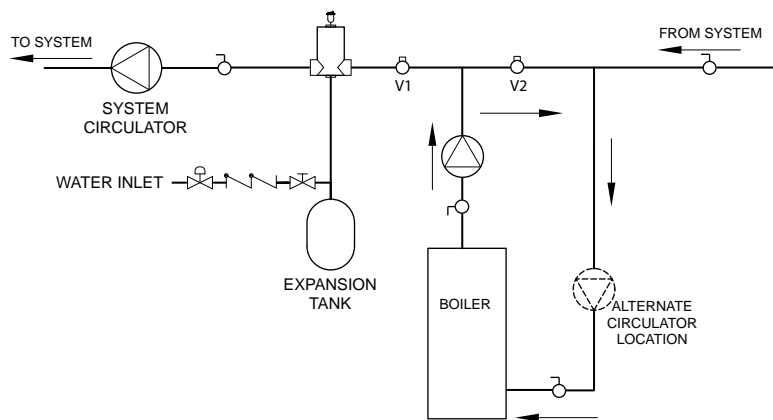 TO SYSTEM
FROM SYSTEM
V1
V2
SYSTEM
CIRCULATOR
WATER INLET
EXPANSION
TANK
BOILER
ALTERNATE
CIRCULATOR
LOCATION